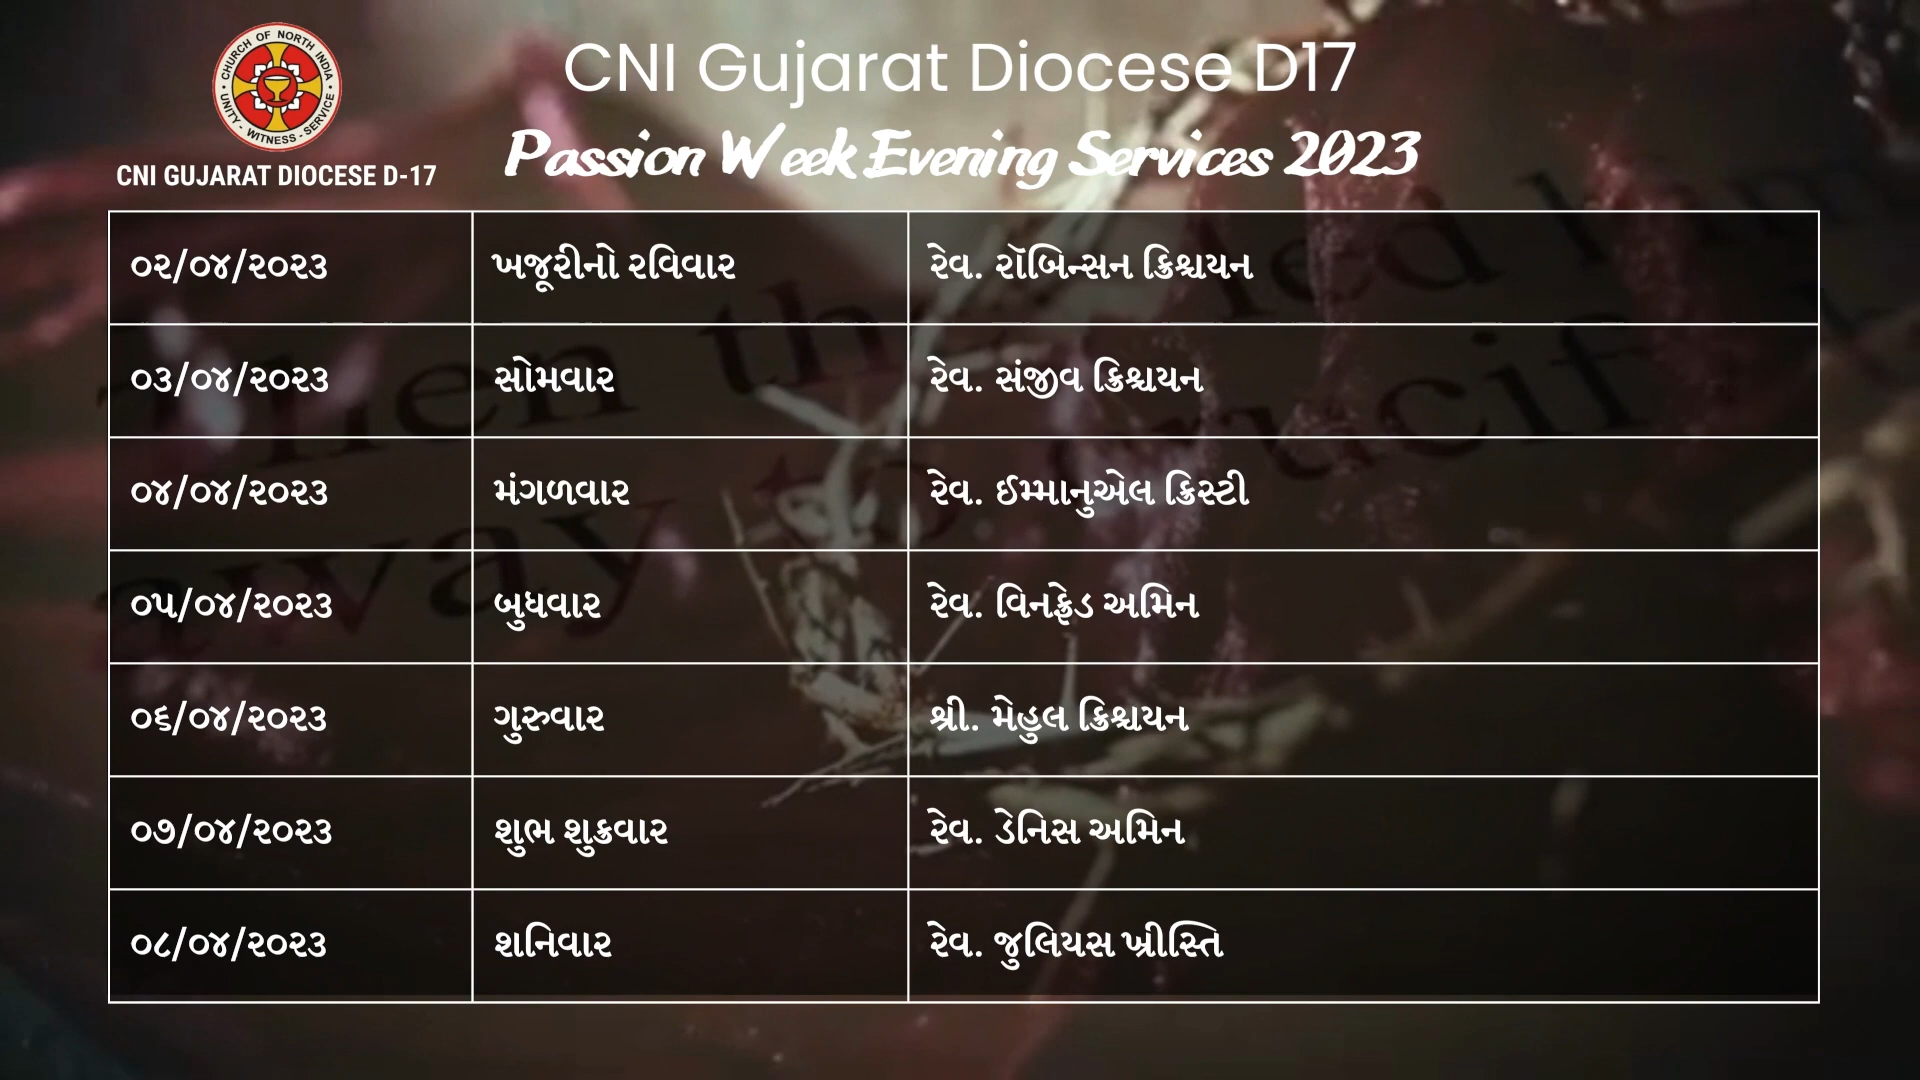 CHURCH OF NORTH INDIA
UNITY - WITNESS - SERVICE
CNI GUJARAT DIOCESE D-17
CNI Gujarat Diocese D17
Passion Week Evening Services 2023
૦૨/૦૪/૨૦૨૩ ખજૂરીનો રવિવાર રેવ. રૉબિન્સન ક્રિશ્ચયન
૦૩/૦૪/૨૦૨૩ સોમવાર રેવ. સંજીવ ક્રિશ્ચયન
૦૪/૦૪/૨૦૨૩ મંગળવાર રેવ. ઈમ્માનુએલ ક્રિસ્ટી
૦૫/૦૪/૨૦૨૩ બુધવાર રેવ. વિનફ્રેડ અમિન
૦૬/૦૪/૨૦૨૩ ગુરુવાર શ્રી. મેહુલ ક્રિશ્ચયન
૦૭/૦૪/૨૦૨૩ શુભ શુક્રવાર રેવ. ડેનિસ અમિન
૦૮/૦૪/૨૦૨૩ શનિવાર રેવ. જુલિયસ ખ્રીસ્તિ